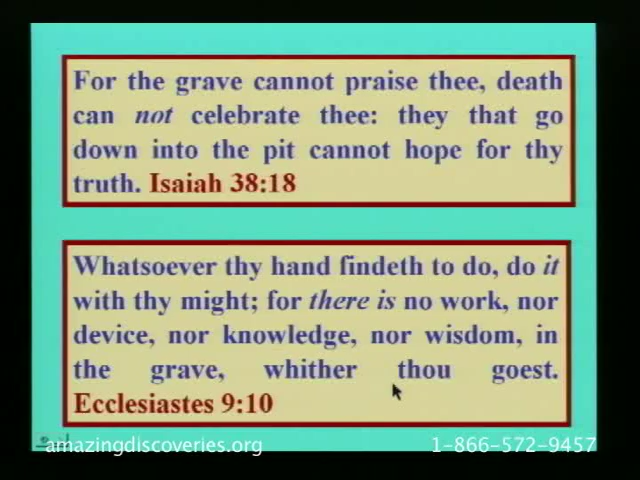 For the grave cannot praise thee, death
can not celebrate thee: they that go
down into the pit cannot hope for thy
truth. Isaiah 38:18
Whatsoever thy hand findeth to do, do it
with thy might; for there is no work, nor
device, nor knowledge, nor wisdom, in
the grave, whither thou goest.
Ecclesiastes 9:10
amazingdiscoveries.org
1-866-572-9457